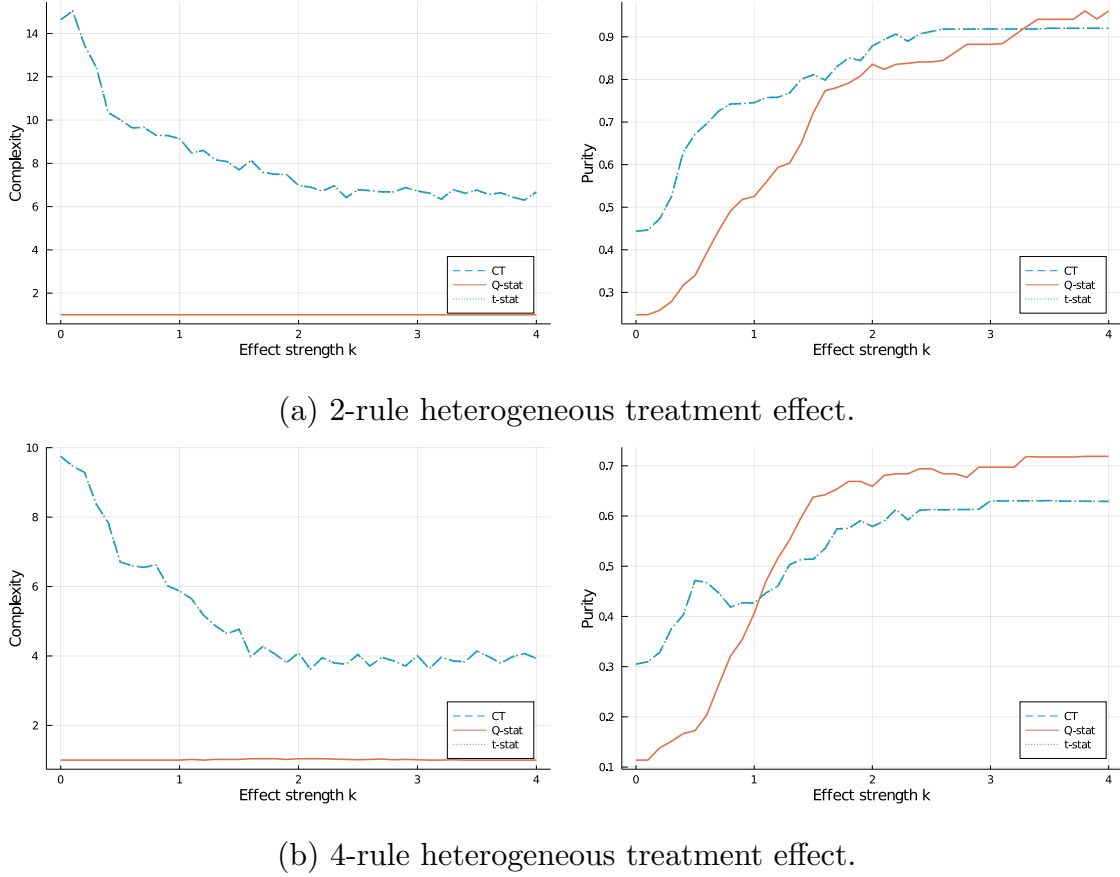 14
12
10
8
6
4
2
Complexity
0
1
2
3
4
Effect strength k
CT
Q-stat
t-stat
0.9
0.8
0.7
0.6
0.5
0.4
0.3
Purity
0
1
2
3
4
Effect strength k
CT
Q-stat
t-stat
(a) 2-rule heterogeneous treatment effect.
10
8
6
4
2
Complexity
0
1
2
3
4
Effect strength k
CT
Q-stat
t-stat
0.7
0.6
0.5
0.4
0.3
0.2
0.1
Purity
0
1
2
3
4
Effect strength k
CT
Q-stat
t-stat
(b) 4-rule heterogeneous treatment effect.